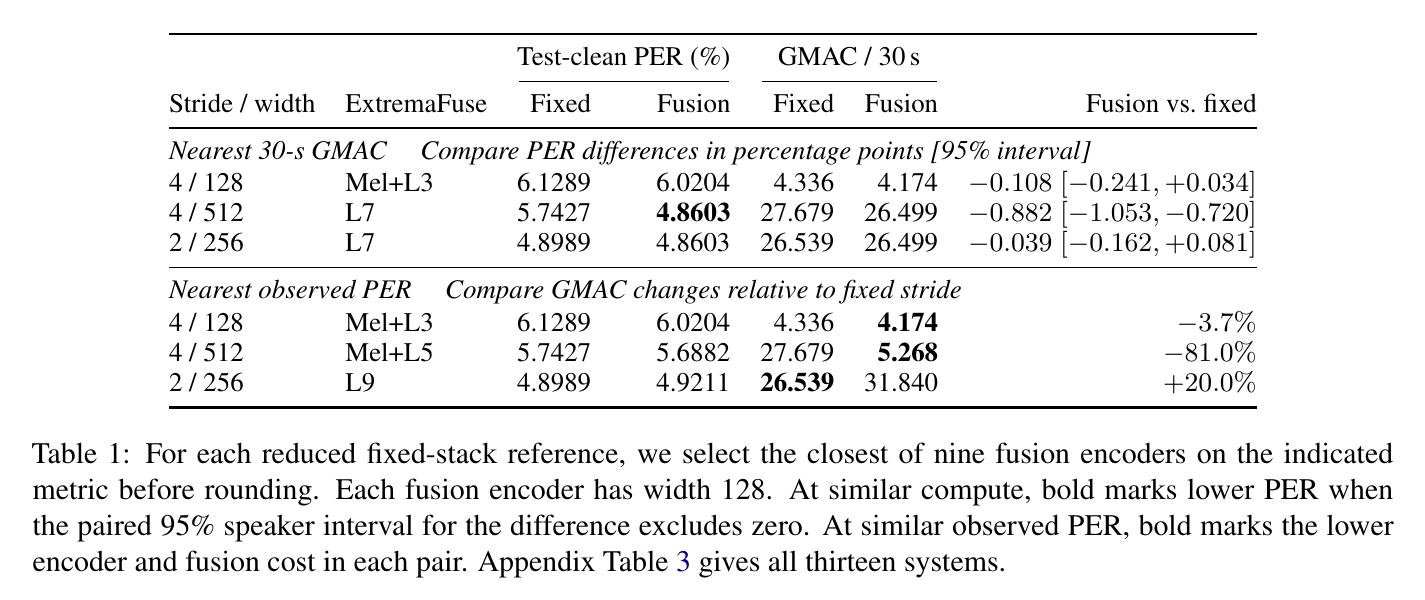 Test-clean PER (%) GMAC / 30 s
Stride / width ExtremaFuse Fixed Fusion Fixed Fusion Fusion vs. fixed
Nearest 30-s GMAC Compare PER differences in percentage points [95% interval]
4 / 128 Mel+L3 6.1289 6.0204 4.336 4.174 −0.108 [−0.241, +0.034]
4 / 512 L7 5.7427 4.8603 27.679 26.499 −0.882 [−1.053, −0.720]
2 / 256 L7 4.8989 4.8603 26.539 26.499 −0.039 [−0.162, +0.081]
Nearest observed PER Compare GMAC changes relative to fixed stride
4 / 128 Mel+L3 6.1289 6.0204 4.336 4.174 −3.7%
4 / 512 Mel+L5 5.7427 5.6882 27.679 5.268 −81.0%
2 / 256 L9 4.8989 4.9211 26.539 31.840 +20.0%
Table 1: For each reduced fixed-stack reference, we select the closest of nine fusion encoders on the indicated
metric before rounding. Each fusion encoder has width 128. At similar compute, bold marks lower PER when
the paired 95% speaker interval for the difference excludes zero. At similar observed PER, bold marks the lower
encoder and fusion cost in each pair. Appendix Table 3 gives all thirteen systems.